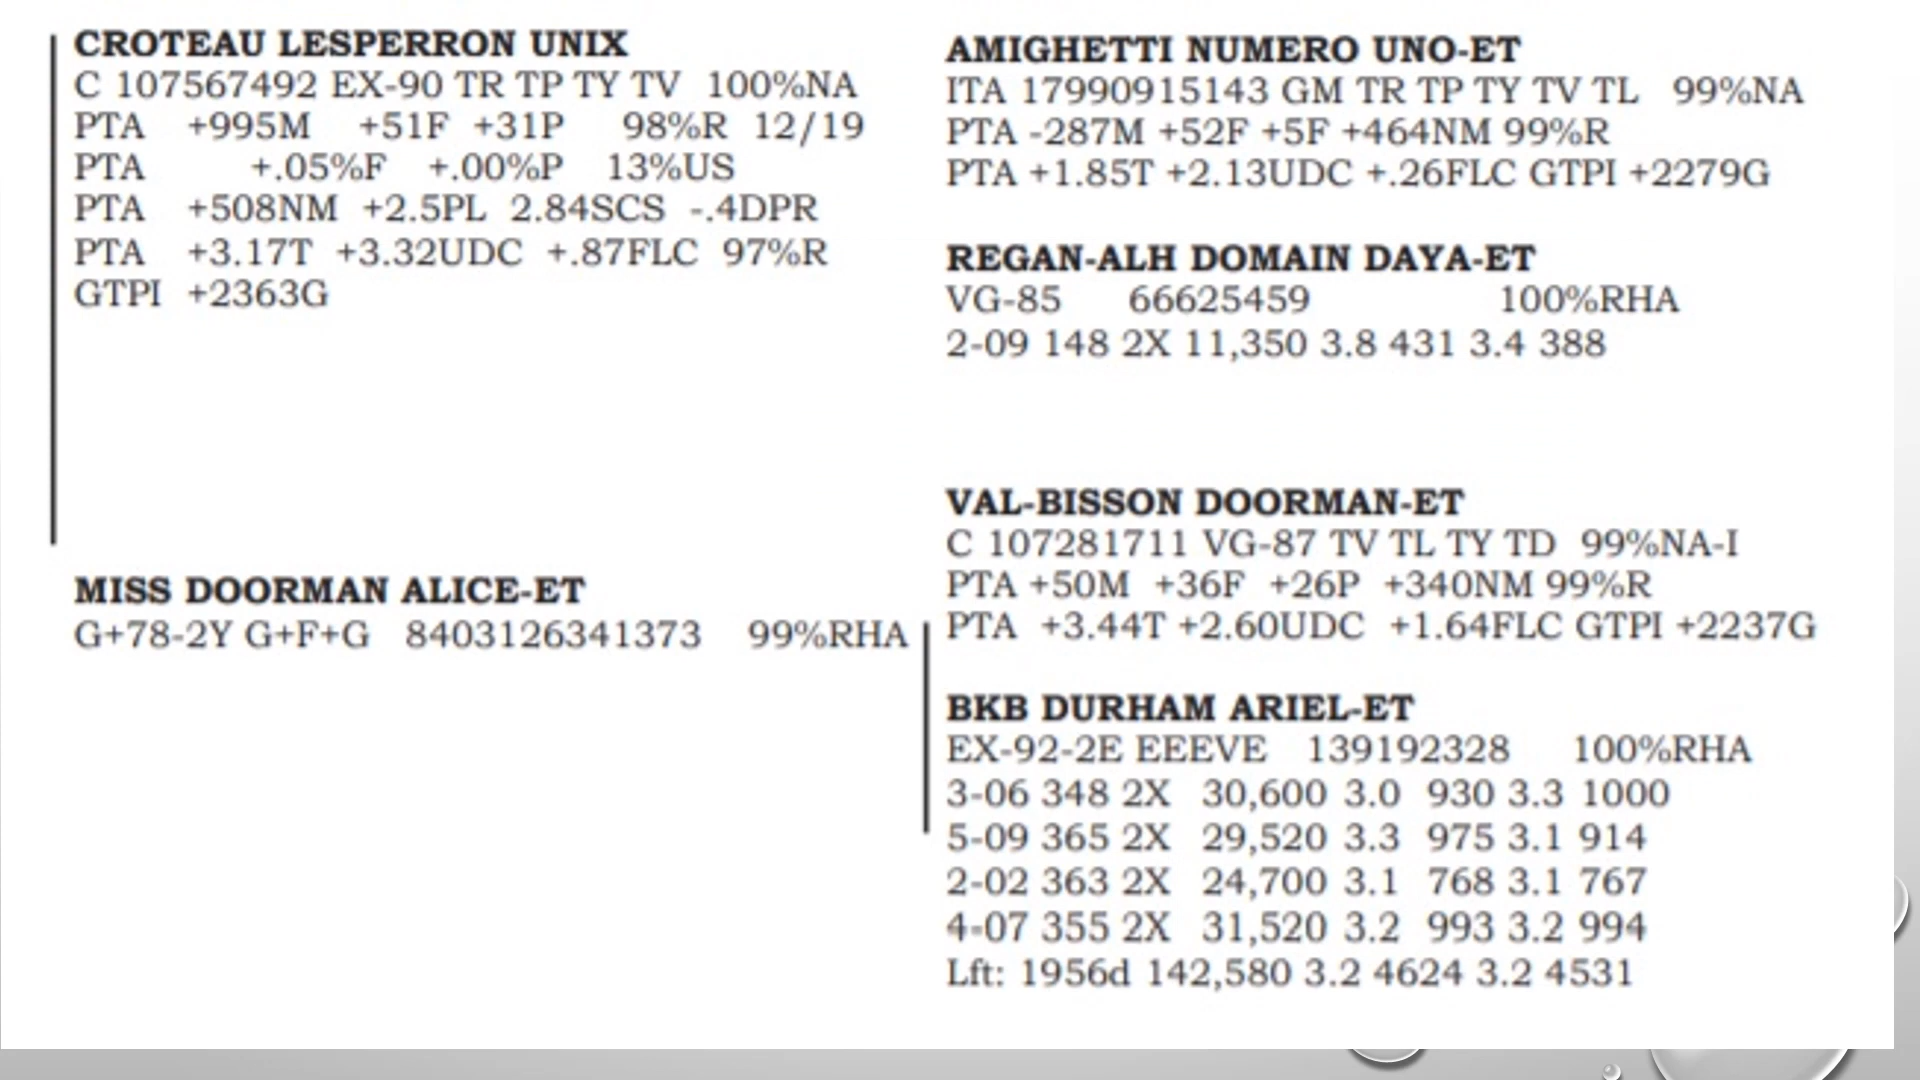 CROTEAU LESPERRON UNIX
C 107567492 EX-90 TR TP TY TV 100%NA
PTA +995M +51F +31P 98%R 12/19
PTA +.05%F +.00%P 13%US
PTA +508NM +2.5PL 2.84SCS -.4DPR
PTA +3.17T +3.32UDC +.87FLC 97%R
GTPI +2363G
MISS DOORMAN ALICE-ET
G+78-2Y G+F+G 8403126341373 99%RHA
AMIGHETTI NUMERO UNO-ET
ITA 17990915143 GM TR TP TY TV TL 99%NA
PTA -287M +52F +5F +464NM 99%R
PTA +1.85T +2.13UDC +.26FLC GTPI +2279G
REGAN-ALH DOMAIN DAYA-ET
VG-85 66625459 100%RHA
2-09 148 2X 11,350 3.8 431 3.4 388
VAL-BISSON DOORMAN-ET
C 107281711 VG-87 TV TL TY TD 99%NA-I
PTA +50M +36F +26P +340NM 99%R
PTA +3.44T +2.60UDC +1.64FLC GTPI +2237G
BKB DURHAM ARIEL-ET
EX-92-2E EEEVE 139192328 100%RHA
3-06 348 2X 30,600 3.0 930 3.3 1000
5-09 365 2X 29,520 3.3 975 3.1 914
2-02 363 2X 24,700 3.1 768 3.1 767
4-07 355 2X 31,520 3.2 993 3.2 994
Lft: 1956d 142,580 3.2 4624 3.2 4531